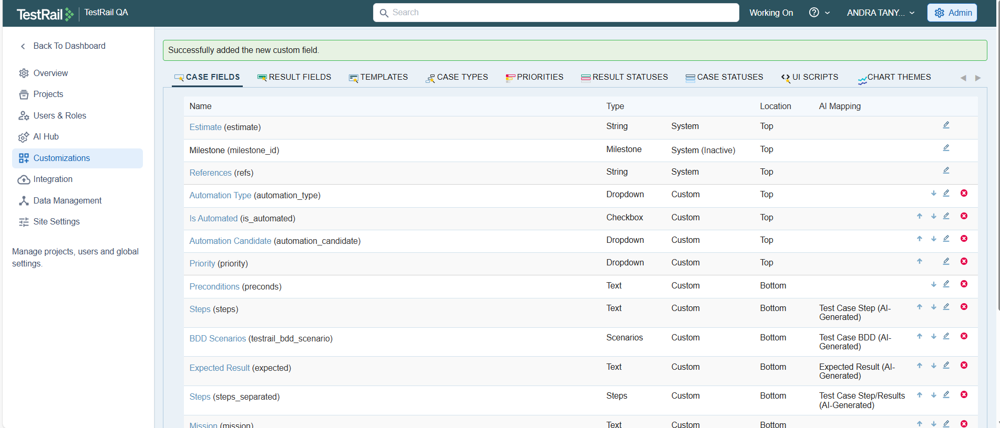 TestRail TestRail QA Search Working On ANDRA TANY... Admin
Back To Dashboard
Overview
Projects
Users & Roles
AI Hub
Customizations
Integration
Data Management
Site Settings
Manage projects, users and global
settings.
Successfully added the new custom field.
CASE FIELDS RESULT FIELDS TEMPLATES CASE TYPES PRIORITIES RESULT STATUSES CASE STATUSES UI SCRIPTS CHART THEMES
Name Type Location AI Mapping
Estimate (estimate) String System Top
Milestone (milestone_id) Milestone System (Inactive) Top
References (refs) String System Top
Automation Type (automation_type) Dropdown Custom Top
Is Automated (is_automated) Checkbox Custom Top
Automation Candidate (automation_candidate) Dropdown Custom Top
Priority (priority) Dropdown Custom Top
Preconditions (preconds) Text Custom Bottom
Steps (steps) Text Custom Bottom Test Case Step (AI-
Generated)
BDD Scenarios (testrail_bdd_scenario) Scenarios Custom Bottom Test Case BDD (AI-
Generated)
Expected Result (expected) Text Custom Bottom Expected Result (AI-
Generated)
Steps (steps_separated) Steps Custom Bottom Test Case Step/Results
(AI-Generated)
Mission (mission) Text Custom Bottom